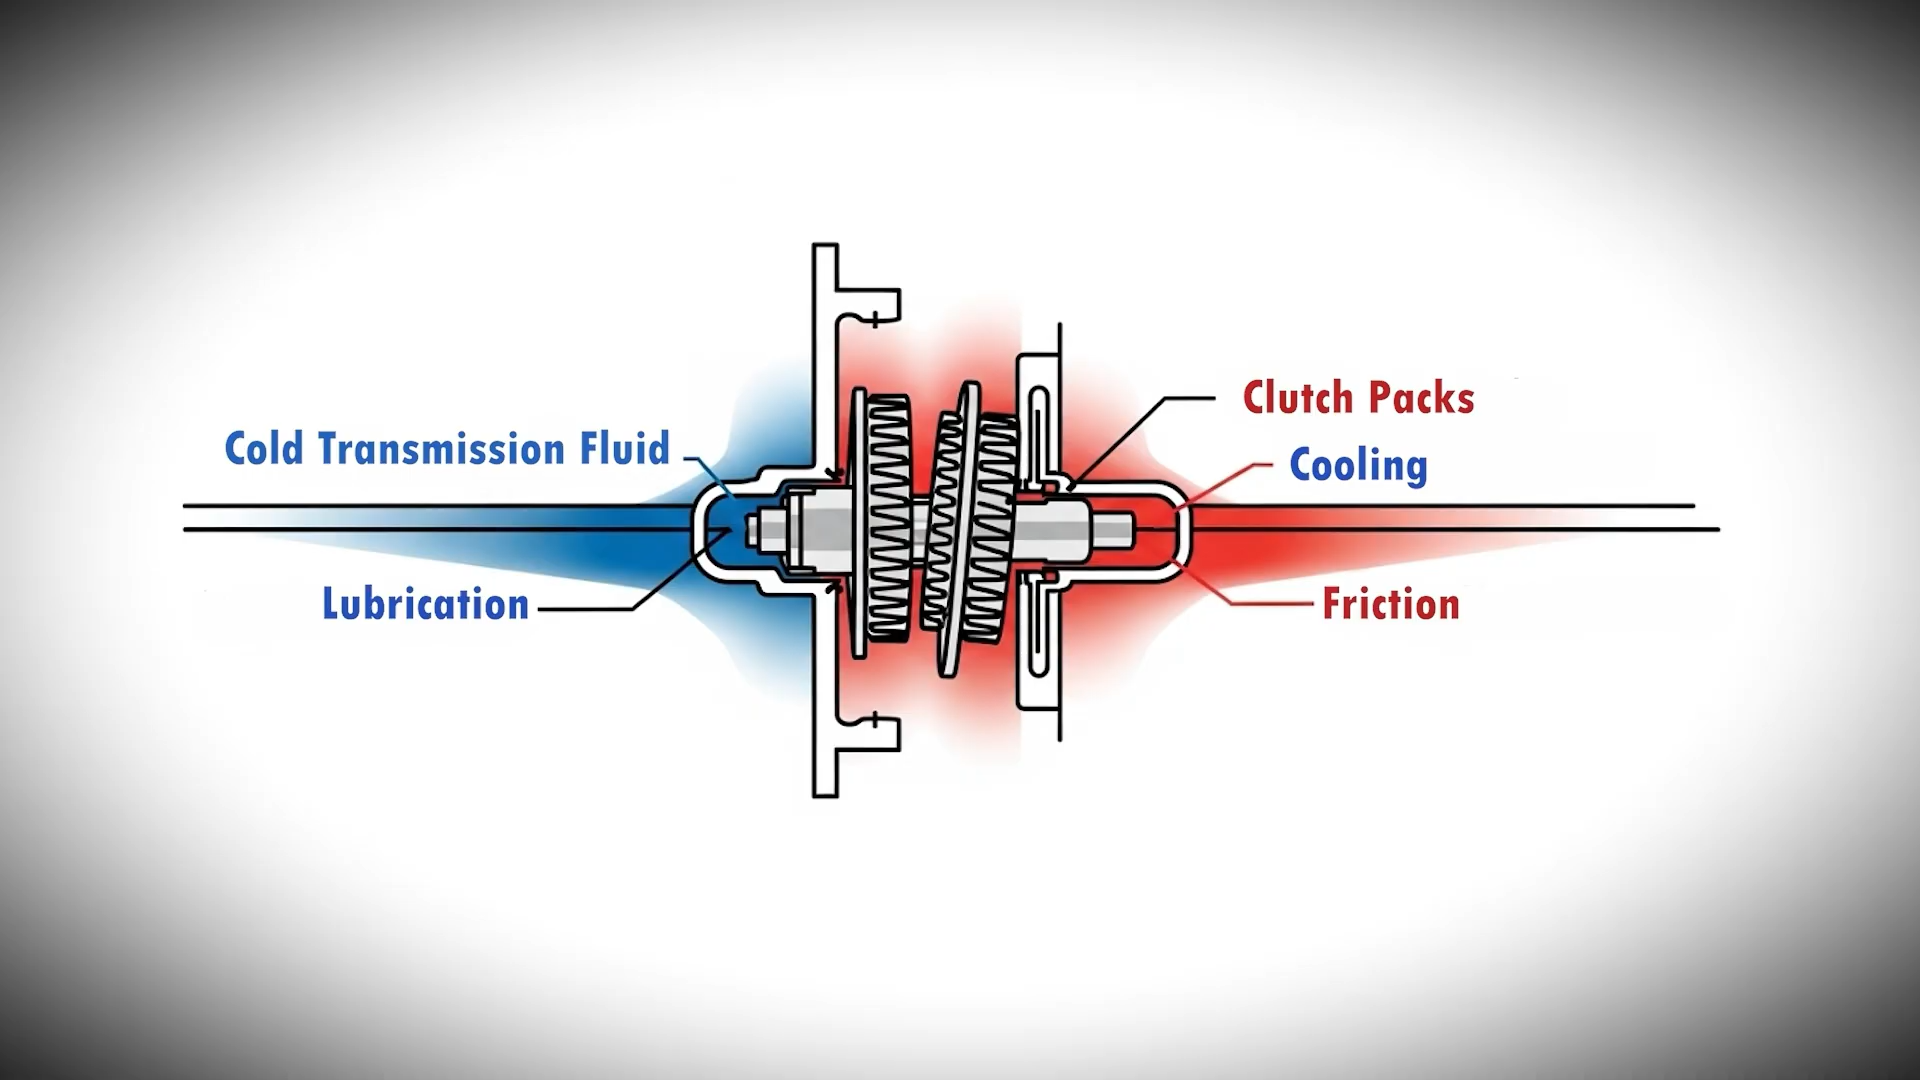 Clutch Packs
Cold Transmission Fluid
Cooling
Lubrication
Friction